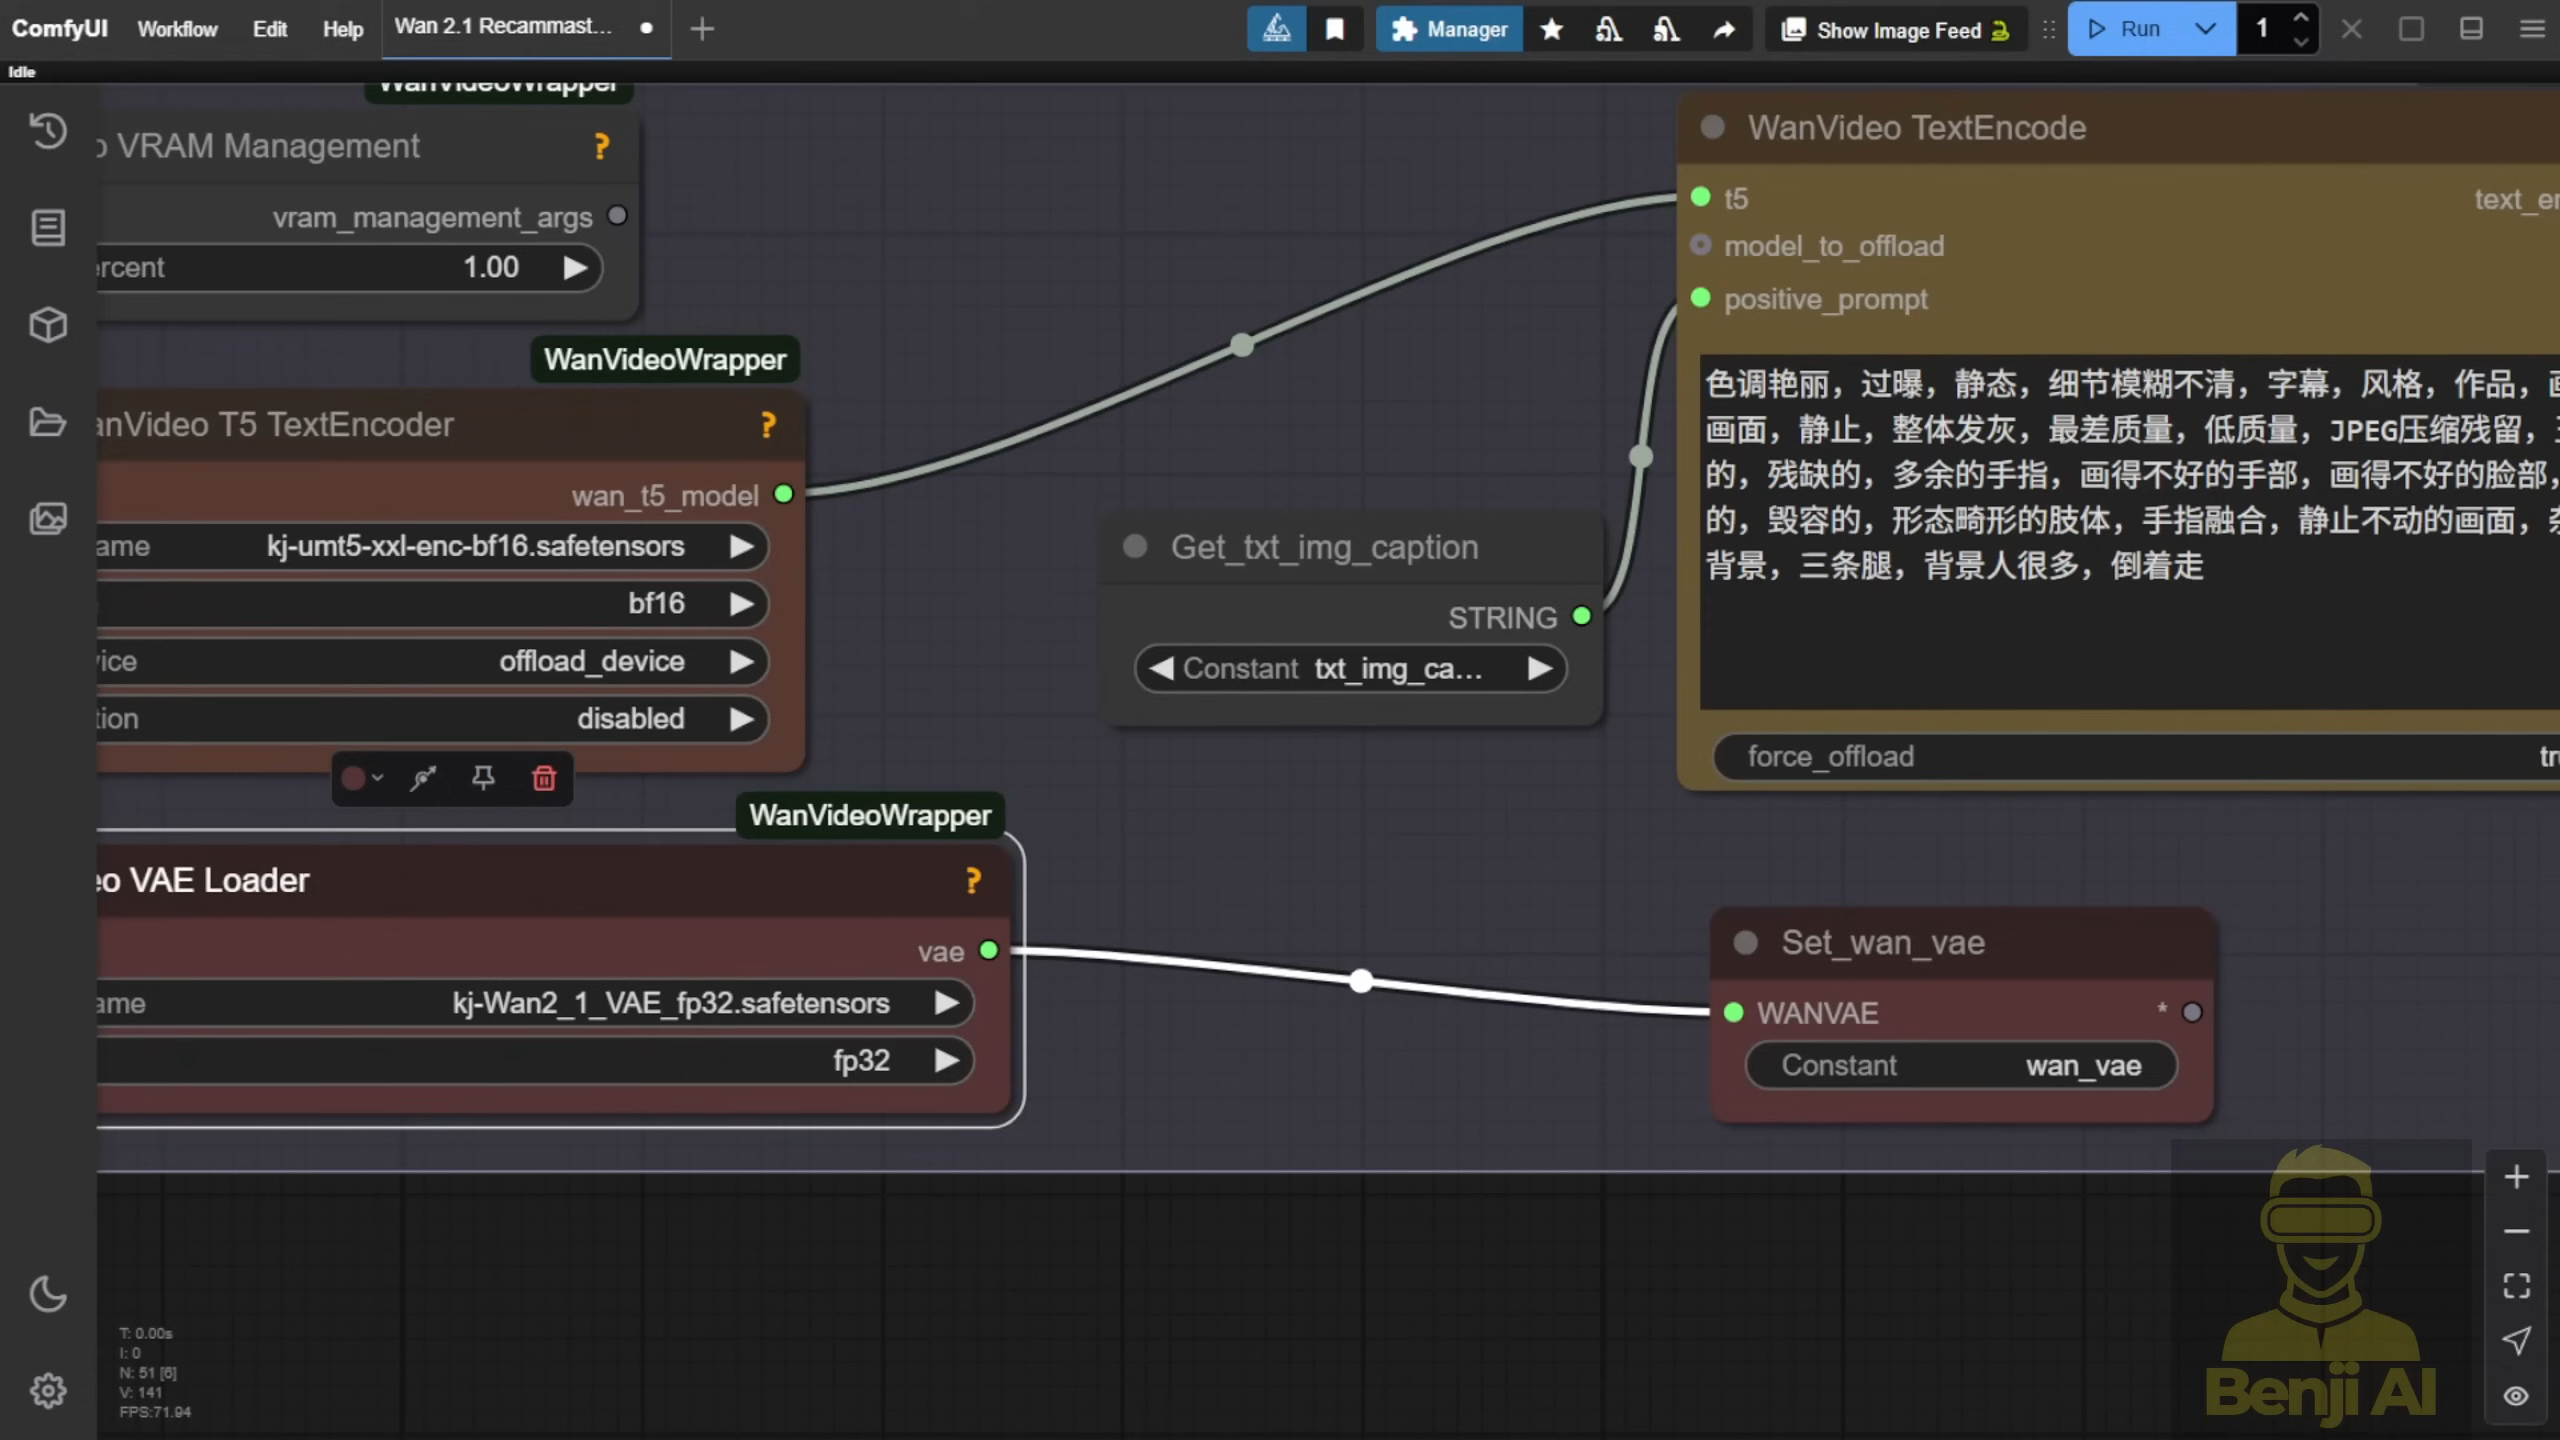 ComfyUI Workflow Edit Help Wan 2.1 Recammast... Manager Show Image Feed Run 1
Idle
WanVideoWrapper
VRAM Management ?
vram_management_args
ercent 1.00
WanVideoWrapper
anVideo T5 TextEncoder ?
wan_t5_model
ame kj-umt5-xxl-enc-bf16.safetensors
bf16
vice offload_device
tion disabled
WanVideo TextEncode
t5 text_en
model_to_offload
positive_prompt
色调艳丽，过曝，静态，细节模糊不清，字幕，风格，作品，画
画面，静止，整体发灰，最差质量，低质量，JPEG压缩残留，
的，残缺的，多余的手指，画得不好的手部，画得不好的脸部，
的，毁容的，形态畸形的肢体，手指融合，静止不动的画面，杂
背景，三条腿，背景人很多，倒着走
force_offload tru
Get_txt_img_caption
STRING
Constant txt_img_ca...
WanVideoWrapper
eo VAE Loader ?
vae
ame kj-Wan2_1_VAE_fp32.safetensors
fp32
Set_wan_vae
WANVAE *
Constant wan_vae
T: 0.00s
I: 0
N: 51 [6]
V: 141
FPS:71.94
Benji AI